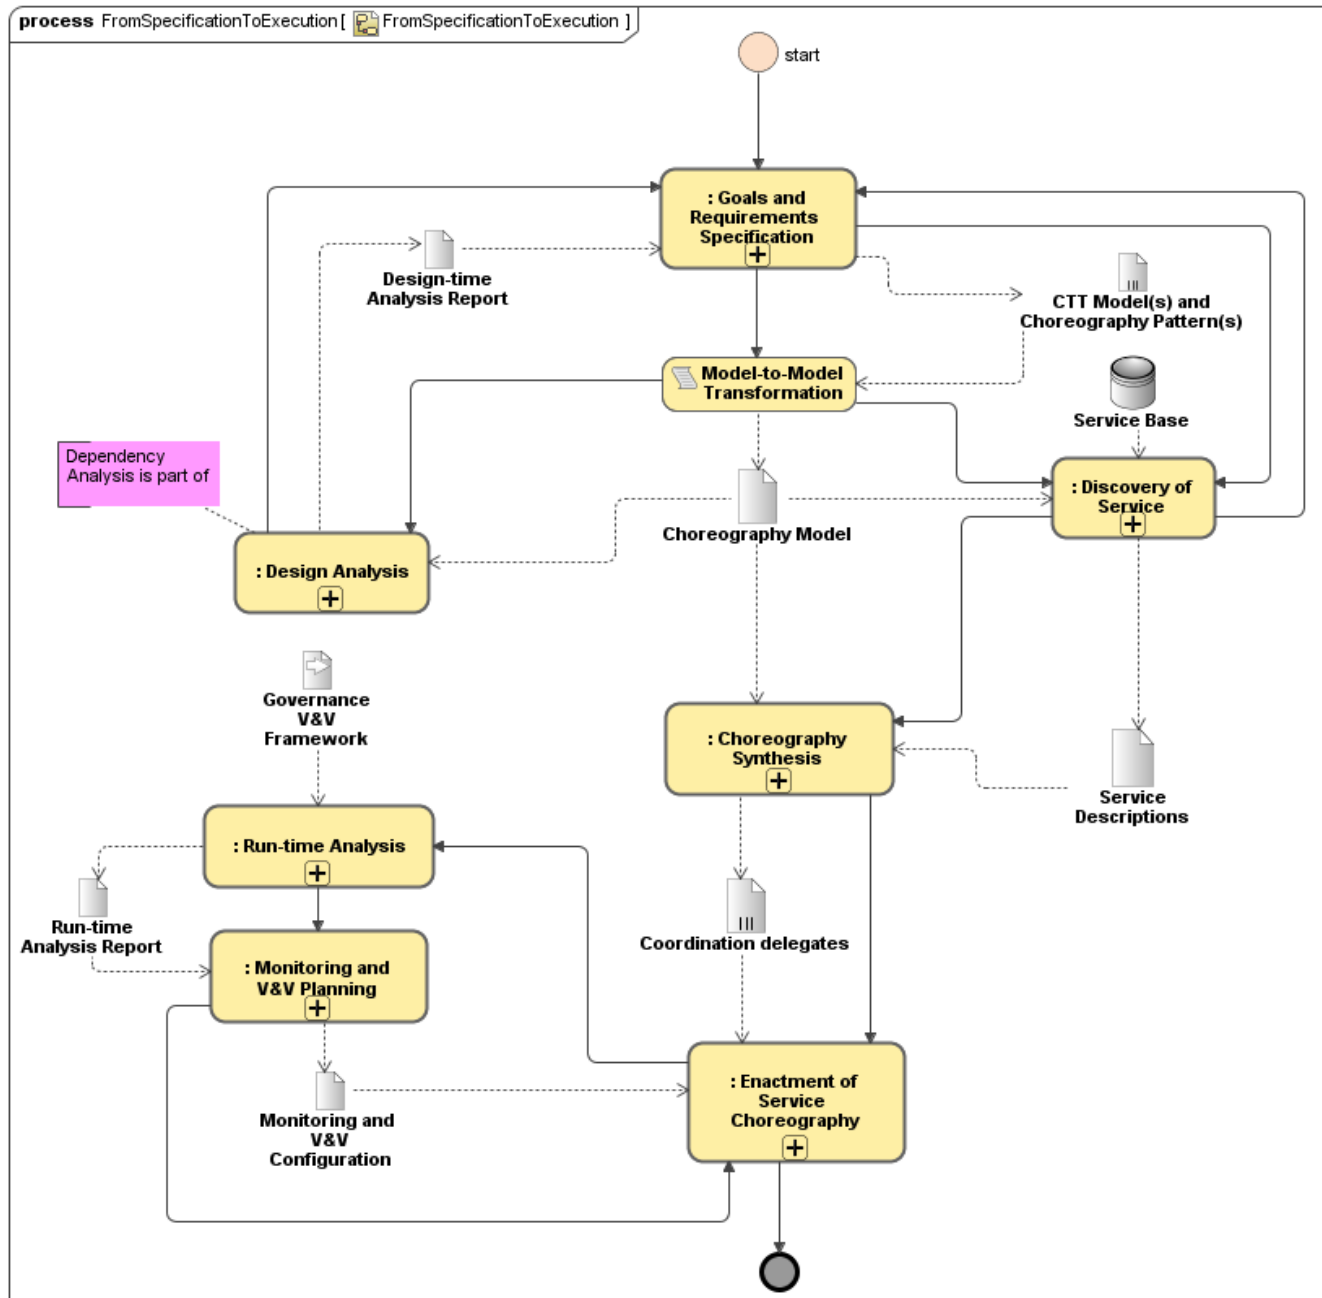 process FromSpecificationToExecution [ FromSpecificationToExecution ]
start
: Goals and
Requirements
Specification
Design-time
Analysis Report
CTT Model(s) and
Choreography Pattern(s)
Model-to-Model
Transformation
Service Base
Dependency
Analysis is part of
: Discovery of
Service
Choreography Model
: Design Analysis
Governance
V&V
Framework
: Choreography
Synthesis
Service
Descriptions
: Run-time Analysis
Run-time
Analysis Report
Coordination delegates
: Monitoring and
V&V Planning
: Enactment of
Service
Choreography
Monitoring and
V&V
Configuration